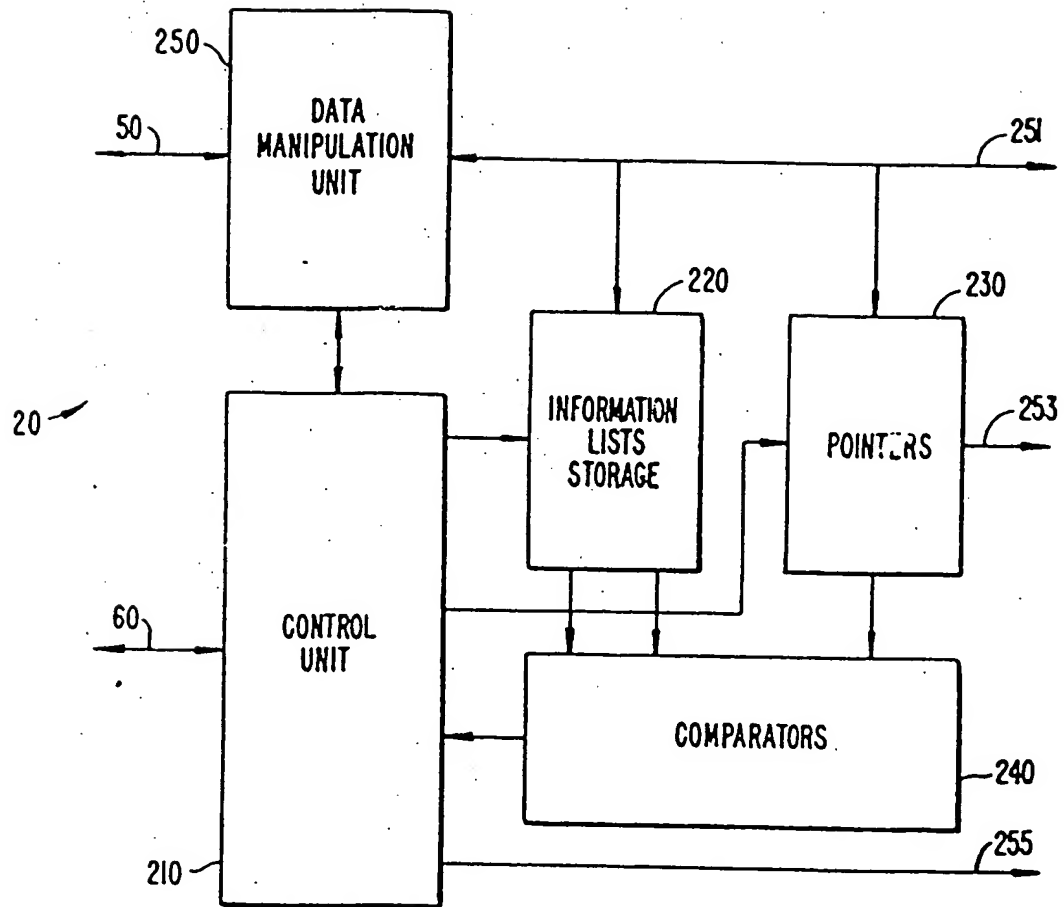 250
DATA
MANIPULATION
UNIT
50
251
220
230
20
INFORMATION
LISTS
STORAGE
POINTERS
253
60
CONTROL
UNIT
COMPARATORS
240
210
255